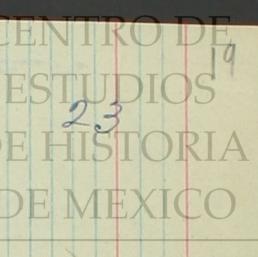 CENTRO DE
19
ESTUDIOS
23
DE HISTORIA
DE MEXICO